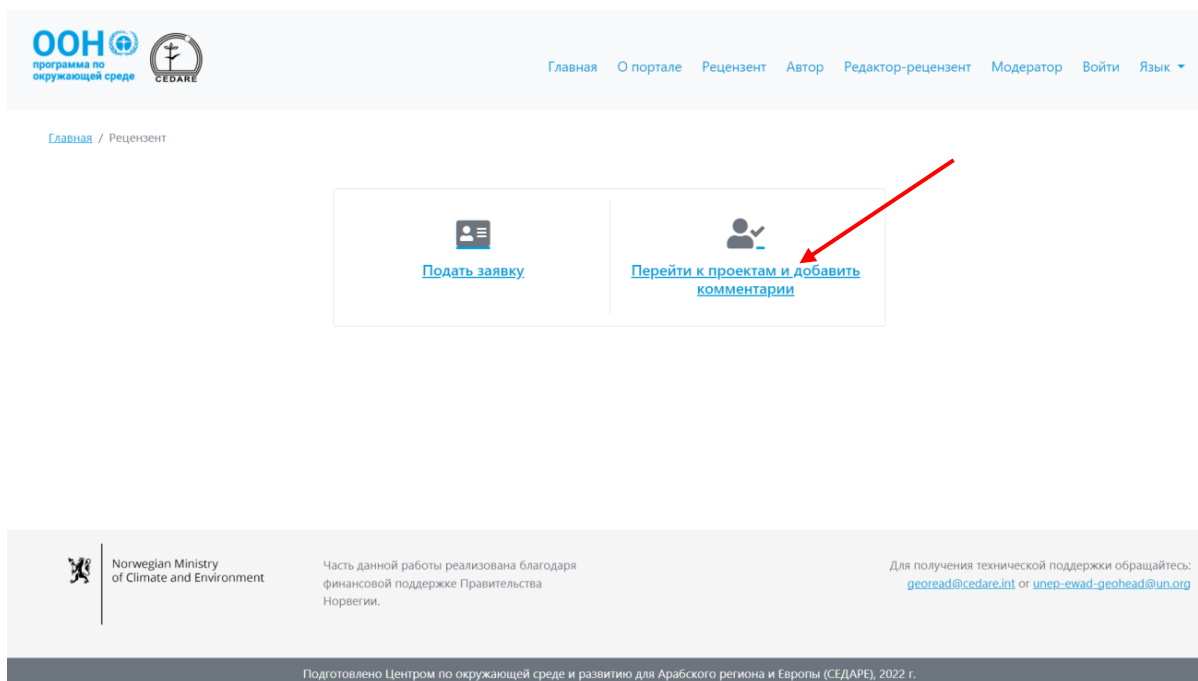 ООН
программа по
окружающей среде
CEDARE
Главная О портале Рецензент Автор Редактор-рецензент Модератор Войти Язык
Главная / Рецензент
Подать заявку
Перейти к проектам и добавить
комментарии
Norwegian Ministry
of Climate and Environment
Часть данной работы реализована благодаря
финансовой поддержке Правительства
Норвегии.
Для получения технической поддержки обращайтесь:
georead@cedare.int or unep-ewad-geohead@un.org
Подготовлено Центром по окружающей среде и развитию для Арабского региона и Европы (СЕДАРЕ), 2022 г.